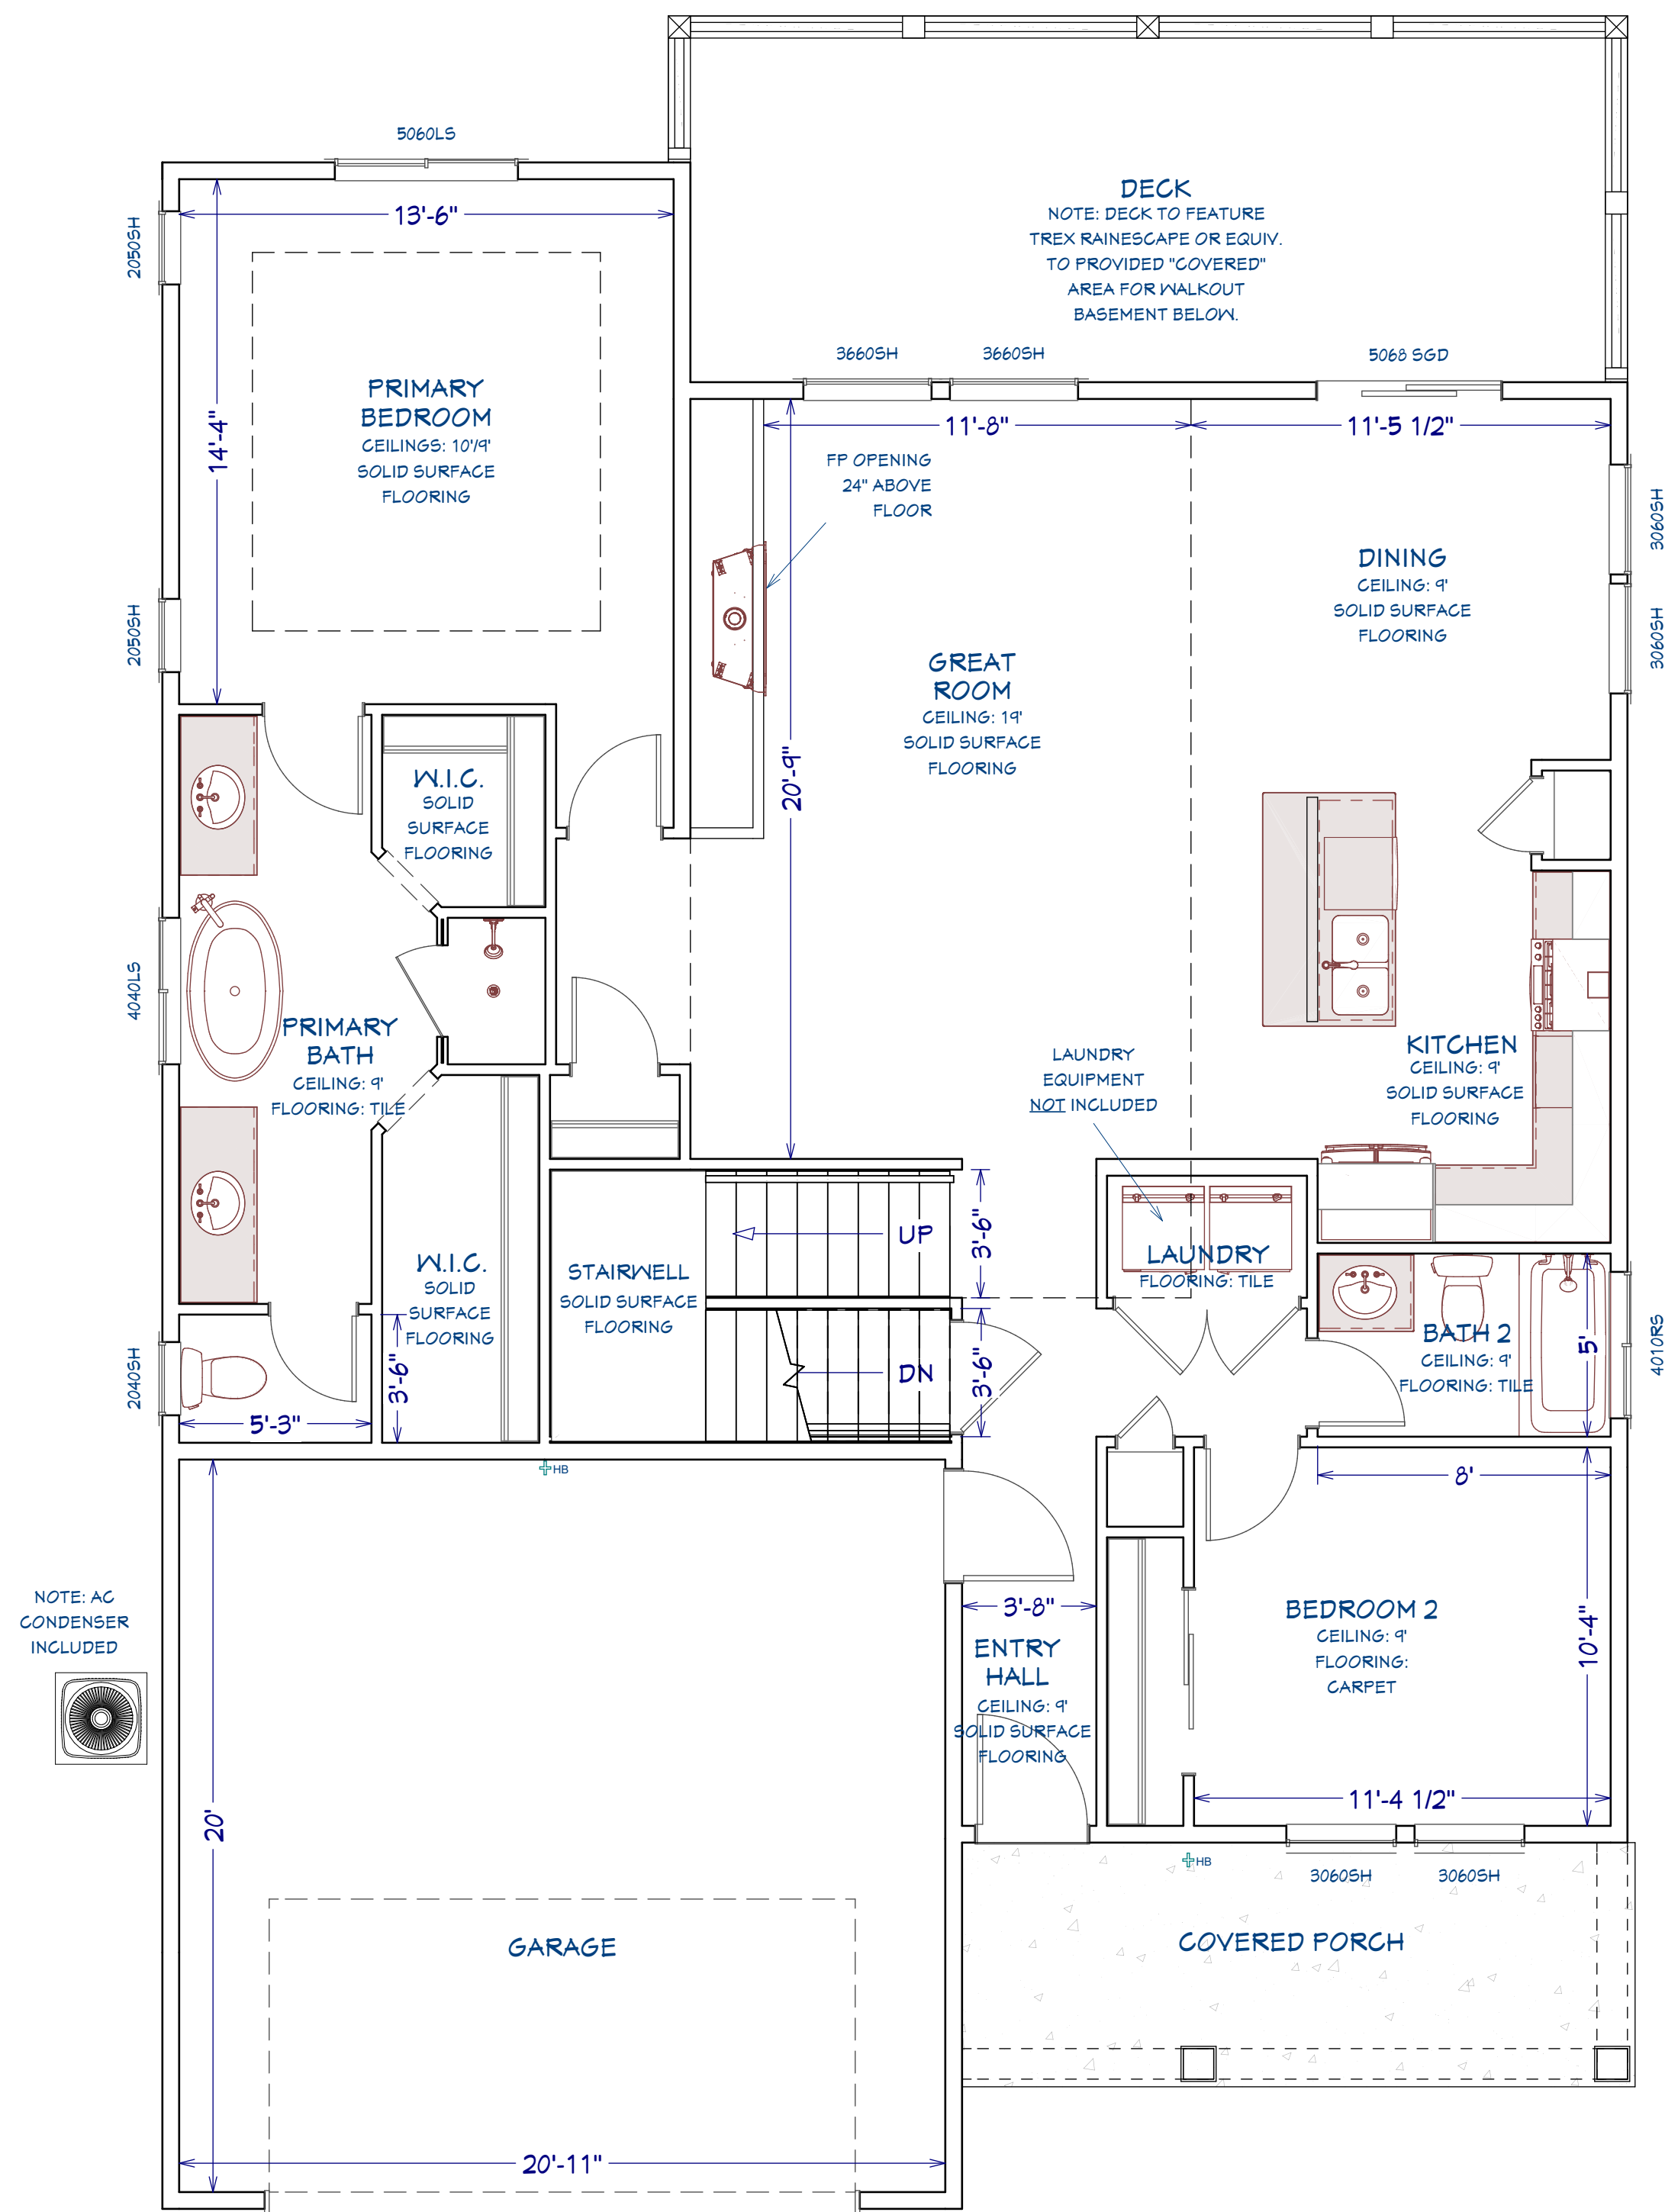 5060LS
2050SH
13'-6"
14'-4"
PRIMARY
BEDROOM
CEILINGS: 10'/9'
SOLID SURFACE
FLOORING
2050SH
DECK
NOTE: DECK TO FEATURE
TREX RAINESCAPE OR EQUIV.
TO PROVIDED "COVERED"
AREA FOR WALKOUT
BASEMENT BELOW.
3660SH
3660SH
5068 SGD
11'-8"
11'-5 1/2"
FP OPENING
24" ABOVE
FLOOR
3060SH
3060SH
DINING
CEILING: 9'
SOLID SURFACE
FLOORING
GREAT
ROOM
CEILING: 19'
SOLID SURFACE
FLOORING
20'-9"
W.I.C.
SOLID
SURFACE
FLOORING
4040LS
PRIMARY
BATH
CEILING: 9'
FLOORING: TILE
LAUNDRY
EQUIPMENT
NOT INCLUDED
KITCHEN
CEILING: 9'
SOLID SURFACE
FLOORING
W.I.C.
SOLID
SURFACE
FLOORING
STAIRWELL
SOLID SURFACE
FLOORING
UP
3'-6"
DN
3'-6"
LAUNDRY
FLOORING: TILE
BATH 2
CEILING: 9'
FLOORING: TILE
5'
4010RS
2040SH
3'-6"
5'-3"
HB
8'
NOTE: AC
CONDENSER
INCLUDED
3'-8"
ENTRY
HALL
CEILING: 9'
SOLID SURFACE
FLOORING
BEDROOM 2
CEILING: 9'
FLOORING:
CARPET
10'-4"
11'-4 1/2"
20'
HB
3060SH
3060SH
GARAGE
COVERED PORCH
20'-11"